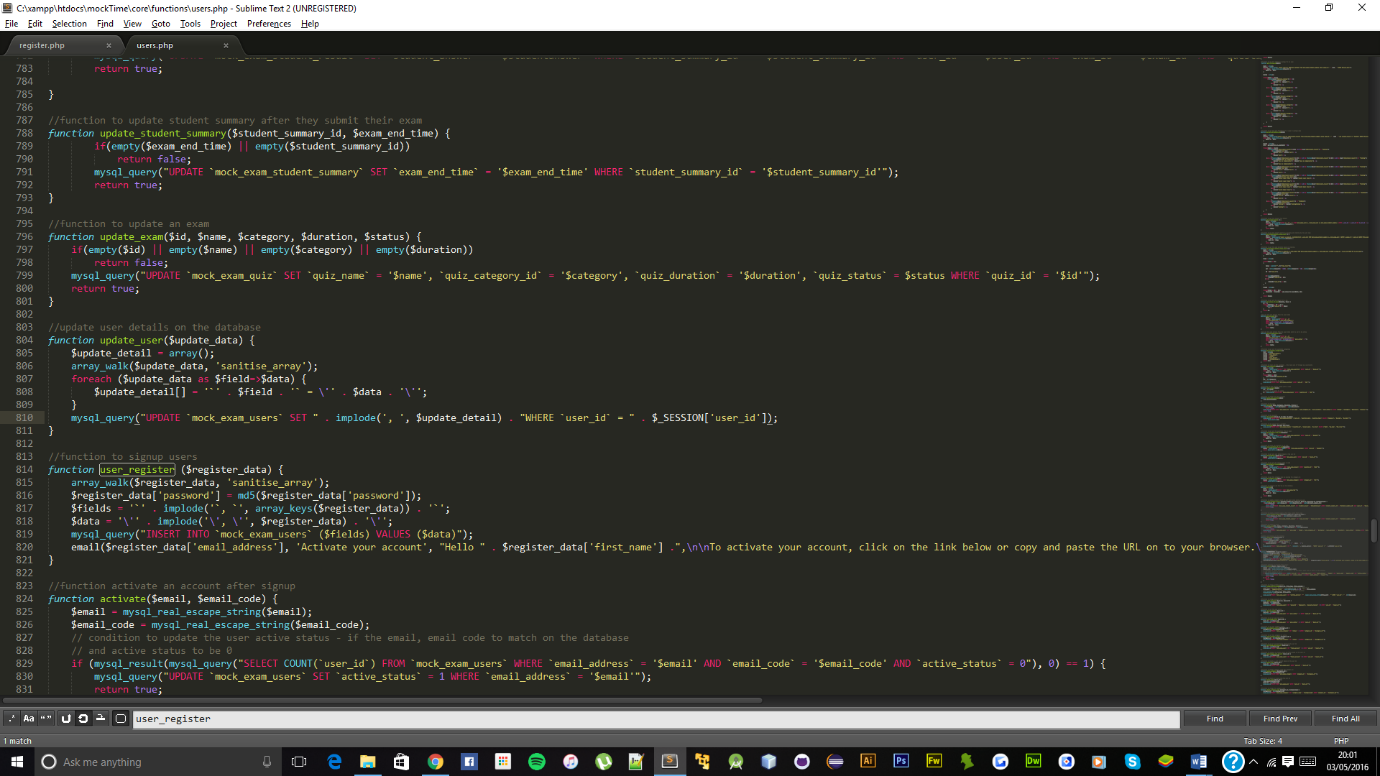 C:\xampp\htdocs\mockTime\core\functions\users.php - Sublime Text 2 (UNREGISTERED)
File Edit Selection Find View Goto Tools Project Preferences Help
register.php × users.php ×
783 return true;
784
785 }
786
787 //function to update student summary after they submit their exam
788 function update_student_summary($student_summary_id, $exam_end_time) {
789 if(empty($exam_end_time) || empty($student_summary_id))
790 return false;
791 mysql_query("UPDATE `mock_exam_student_summary` SET `exam_end_time` = '$exam_end_time' WHERE `student_summary_id` = '$student_summary_id'");
792 return true;
793 }
794
795 //function to update an exam
796 function update_exam($id, $name, $category, $duration, $status) {
797 if(empty($id) || empty($name) || empty($category) || empty($duration))
798 return false;
799 mysql_query("UPDATE `mock_exam_quiz` SET `quiz_name` = '$name', `quiz_category_id` = '$category', `quiz_duration` = '$duration', `quiz_status` = $status WHERE `quiz_id` = '$id'");
800 return true;
801 }
802
803 //update user details on the database
804 function update_user($update_data) {
805 $update_detail = array();
806 array_walk($update_data, 'sanitise_array');
807 foreach ($update_data as $field=>$data) {
808 $update_detail[] = '`' . $field . '` = \'' . $data . '\'';
809 }
810 mysql_query("UPDATE `mock_exam_users` SET " . implode(', ', $update_detail) . "WHERE `user_id` = " . $_SESSION['user_id']);
811 }
812
813 //function to signup users
814 function user_register ($register_data) {
815 array_walk($register_data, 'sanitise_array');
816 $register_data['password'] = md5($register_data['password']);
817 $fields = '`' . implode('`, `', array_keys($register_data)) . '`';
818 $data = '\'' . implode('\', \'', $register_data) . '\'';
819 mysql_query("INSERT INTO `mock_exam_users` ($fields) VALUES ($data)");
820 email($register_data['email_address'], 'Activate your account', "Hello " . $register_data['first_name'] .",\n\nTo activate your account, click on the link below or copy and paste the URL on to your browser.\
821 }
822
823 //function activate an account after signup
824 function activate($email, $email_code) {
825 $email = mysql_real_escape_string($email);
826 $email_code = mysql_real_escape_string($email_code);
827 // condition to update the user active status - if the email, email code to match on the database
828 // and active status to be 0
829 if (mysql_result(mysql_query("SELECT COUNT(`user_id`) FROM `mock_exam_users` WHERE `email_address` = '$email' AND `email_code` = '$email_code' AND `active_status` = 0"), 0) == 1) {
830 mysql_query("UPDATE `mock_exam_users` SET `active_status` = 1 WHERE `email_address` = '$email'");
831 return true;
.* Aa “” user_register Find Find Prev Find All
1 match Tab Size: 4 PHP
Ask me anything
20:01
03/05/2016